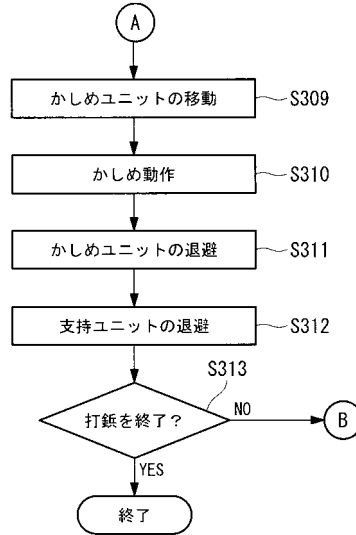 A
かしめユニットの移動
S309
かしめ動作
S310
かしめユニットの退避
S311
支持ユニットの退避
S312
S313
打鋲を終了?
NO
B
YES
終了